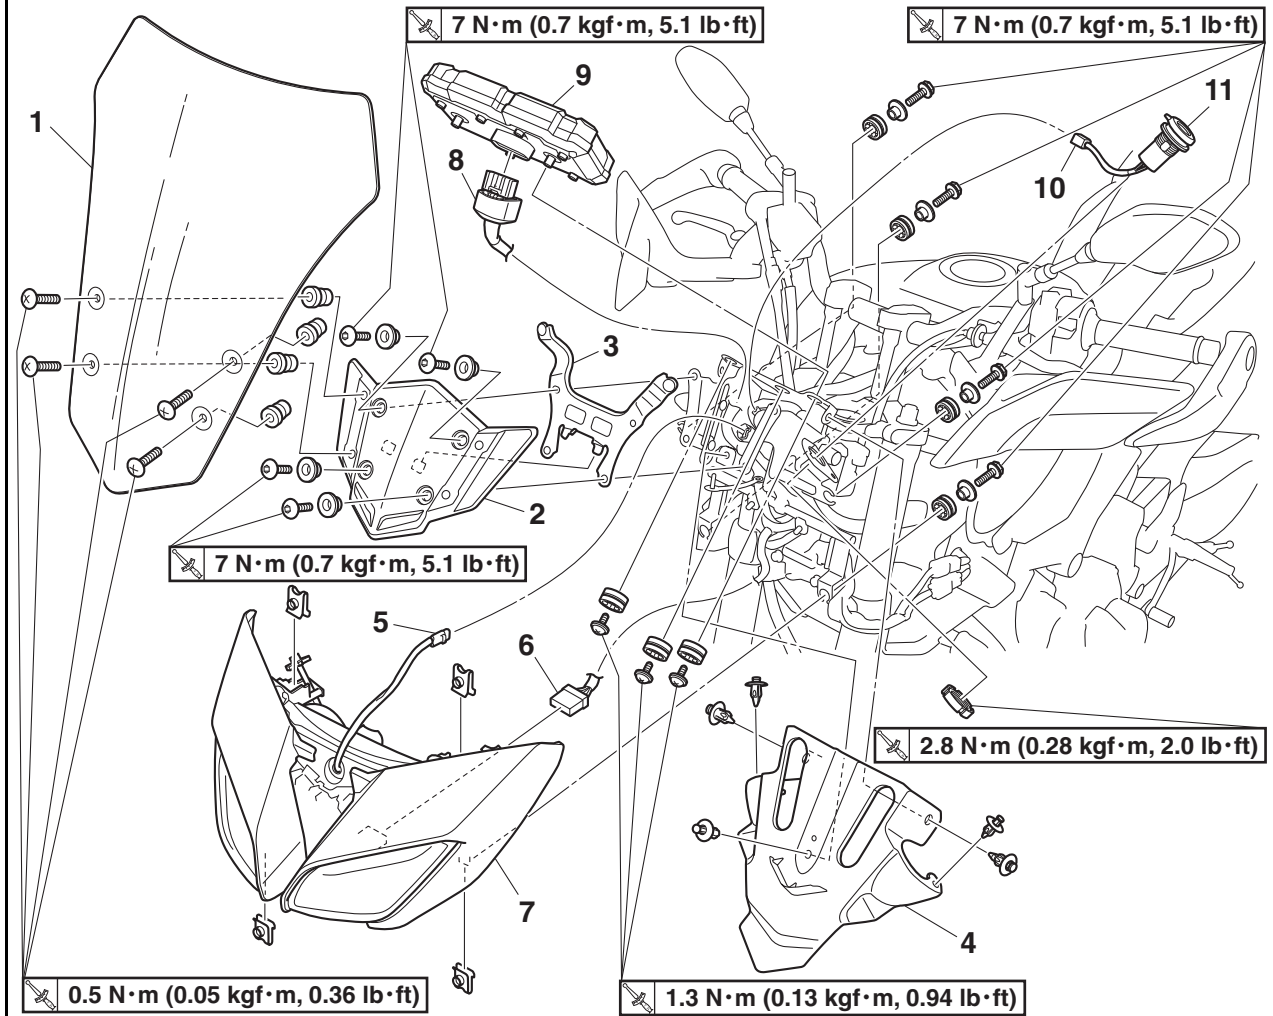 7 N·m (0.7 kgf·m, 5.1 lb·ft)
7 N·m (0.7 kgf·m, 5.1 lb·ft)
9
11
1
8
10
3
2
7 N·m (0.7 kgf·m, 5.1 lb·ft)
5
6
2.8 N·m (0.28 kgf·m, 2.0 lb·ft)
7
4
0.5 N·m (0.05 kgf·m, 0.36 lb·ft)
1.3 N·m (0.13 kgf·m, 0.94 lb·ft)